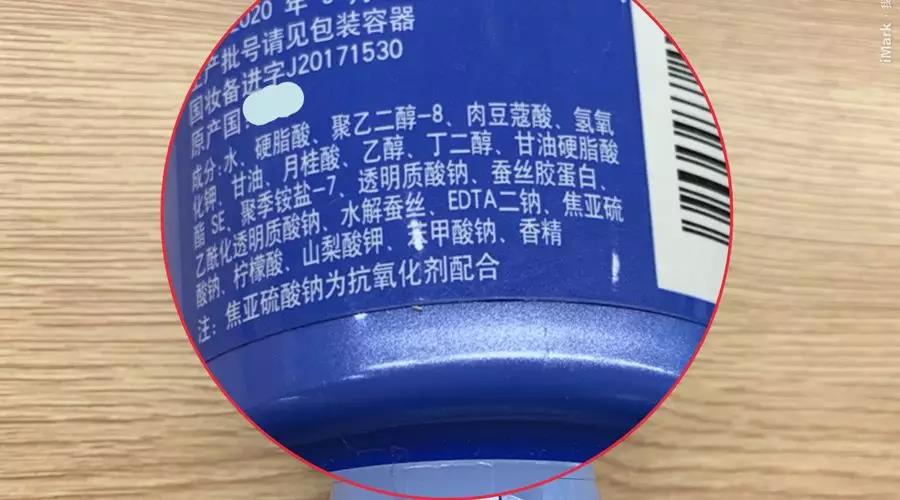 2020 年
生产批号请见包装容器
国妆备进字J20171530
原产国:
成分:水、硬脂酸、聚乙二醇-8、肉豆蔻酸、氢氧
化钾、甘油、月桂酸、乙醇、丁二醇、甘油硬脂酸
酯 SE、聚季铵盐-7、透明质酸钠、蚕丝胶蛋白、
乙酰化透明质酸钠、水解蚕丝、EDTA二钠、焦亚硫
酸钠、柠檬酸、山梨酸钾、苯甲酸钠、香精
注: 焦亚硫酸钠为抗氧化剂配合
iMark